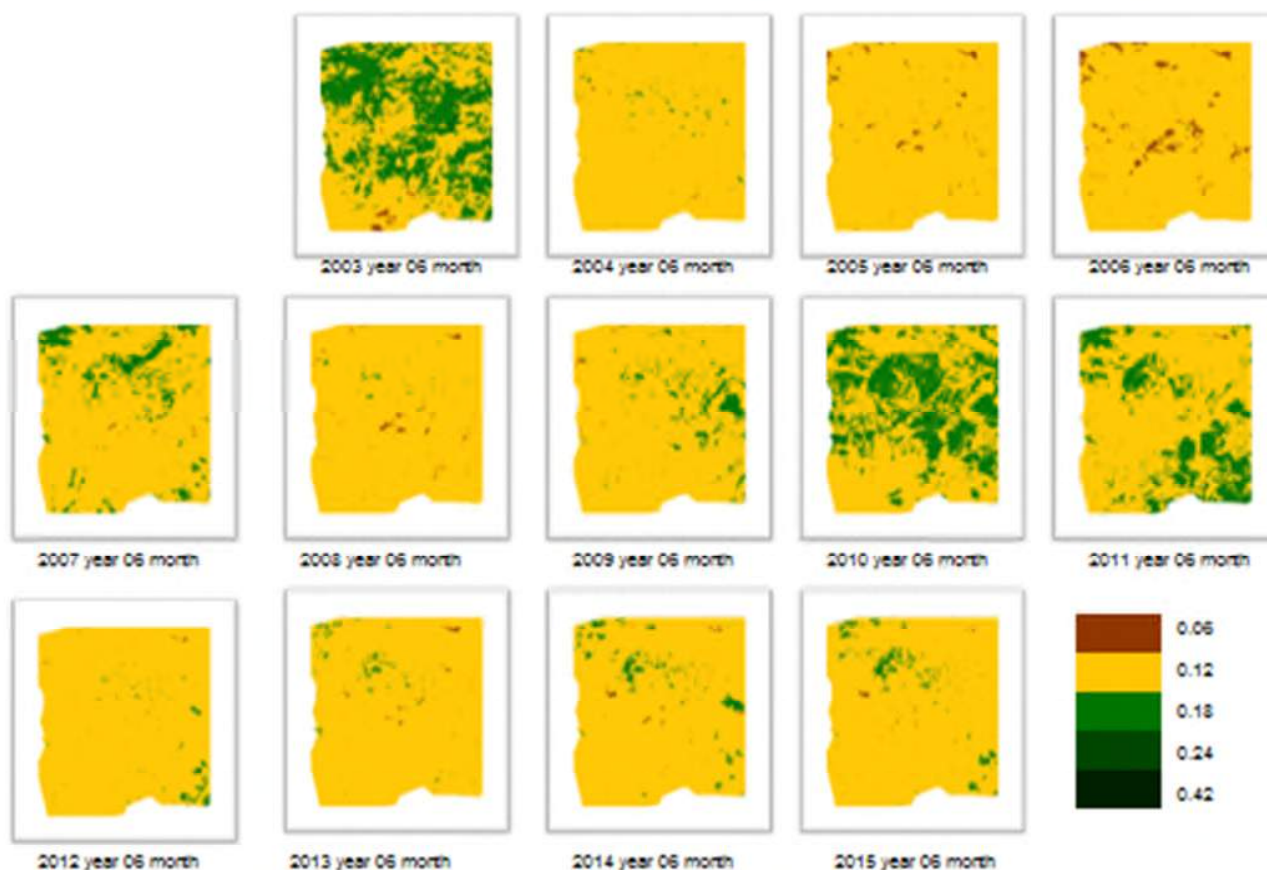 2003 year 06 month
2004 year 06 month
2005 year 06 month
2006 year 06 month
2007 year 06 month
2008 year 06 month
2009 year 06 month
2010 year 06 month
2011 year 06 month
0.06
0.12
0.18
0.24
0.42
2012 year 06 month
2013 year 06 month
2014 year 06 month
2015 year 06 month